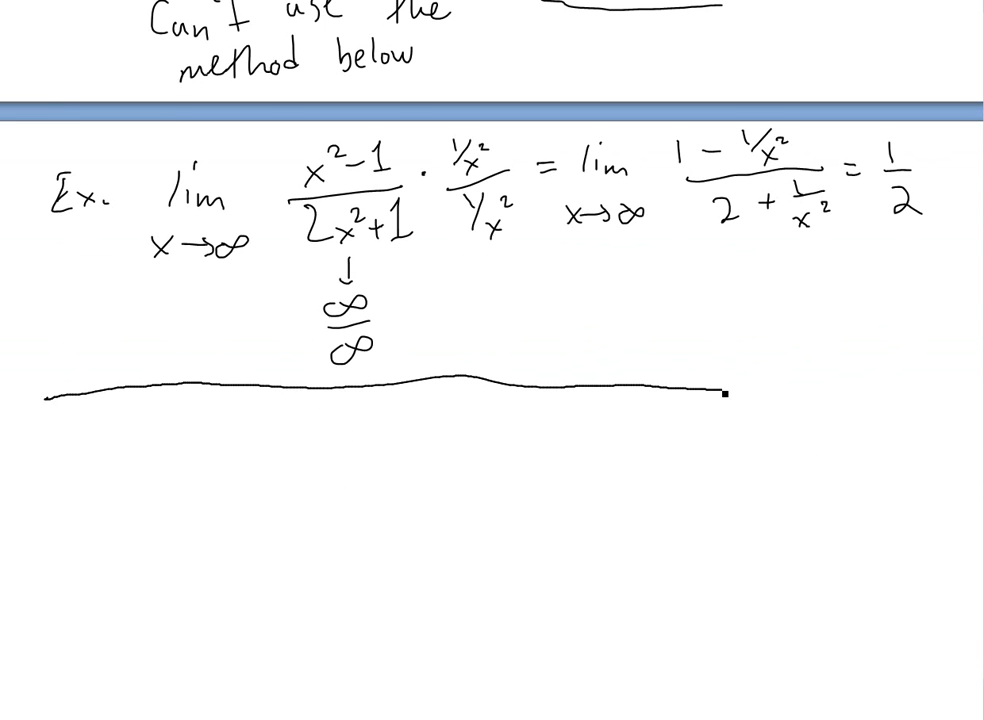 Can't use the
method below
Ex. lim x→∞ (x²-1)/(2x²+1) · (1/x²)/(1/x²) = lim x→∞ (1 - 1/x²)/(2 + 1/x²) = 1/2
↓
∞/∞